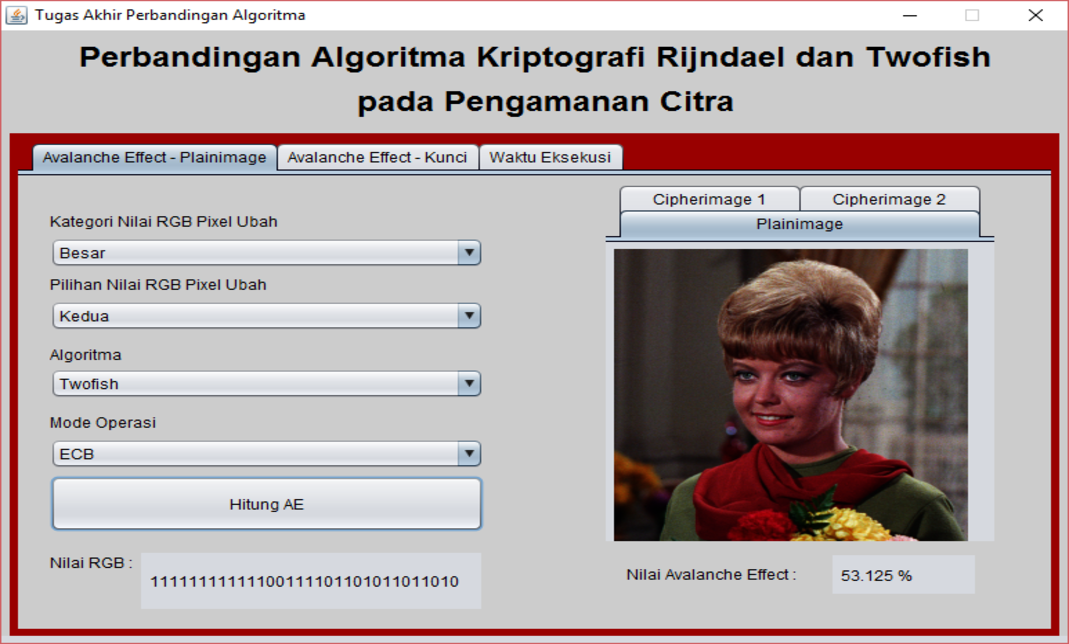 Tugas Akhir Perbandingan Algoritma
Perbandingan Algoritma Kriptografi Rijndael dan Twofish
pada Pengamanan Citra
Avalanche Effect - Plainimage
Avalanche Effect - Kunci
Waktu Eksekusi
Kategori Nilai RGB Pixel Ubah
Besar
Pilihan Nilai RGB Pixel Ubah
Kedua
Algoritma
Twofish
Mode Operasi
ECB
Hitung AE
Nilai RGB :
11111111111100111101101011011010
Cipherimage 1
Cipherimage 2
Plainimage
Nilai Avalanche Effect :
53.125 %